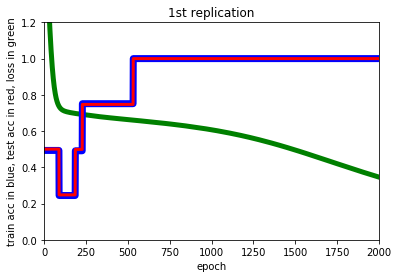 1st replication
train acc in blue, test acc in red, loss in green
1.2
1.0
0.8
0.6
0.4
0.2
0.0
0 250 500 750 1000 1250 1500 1750 2000
epoch